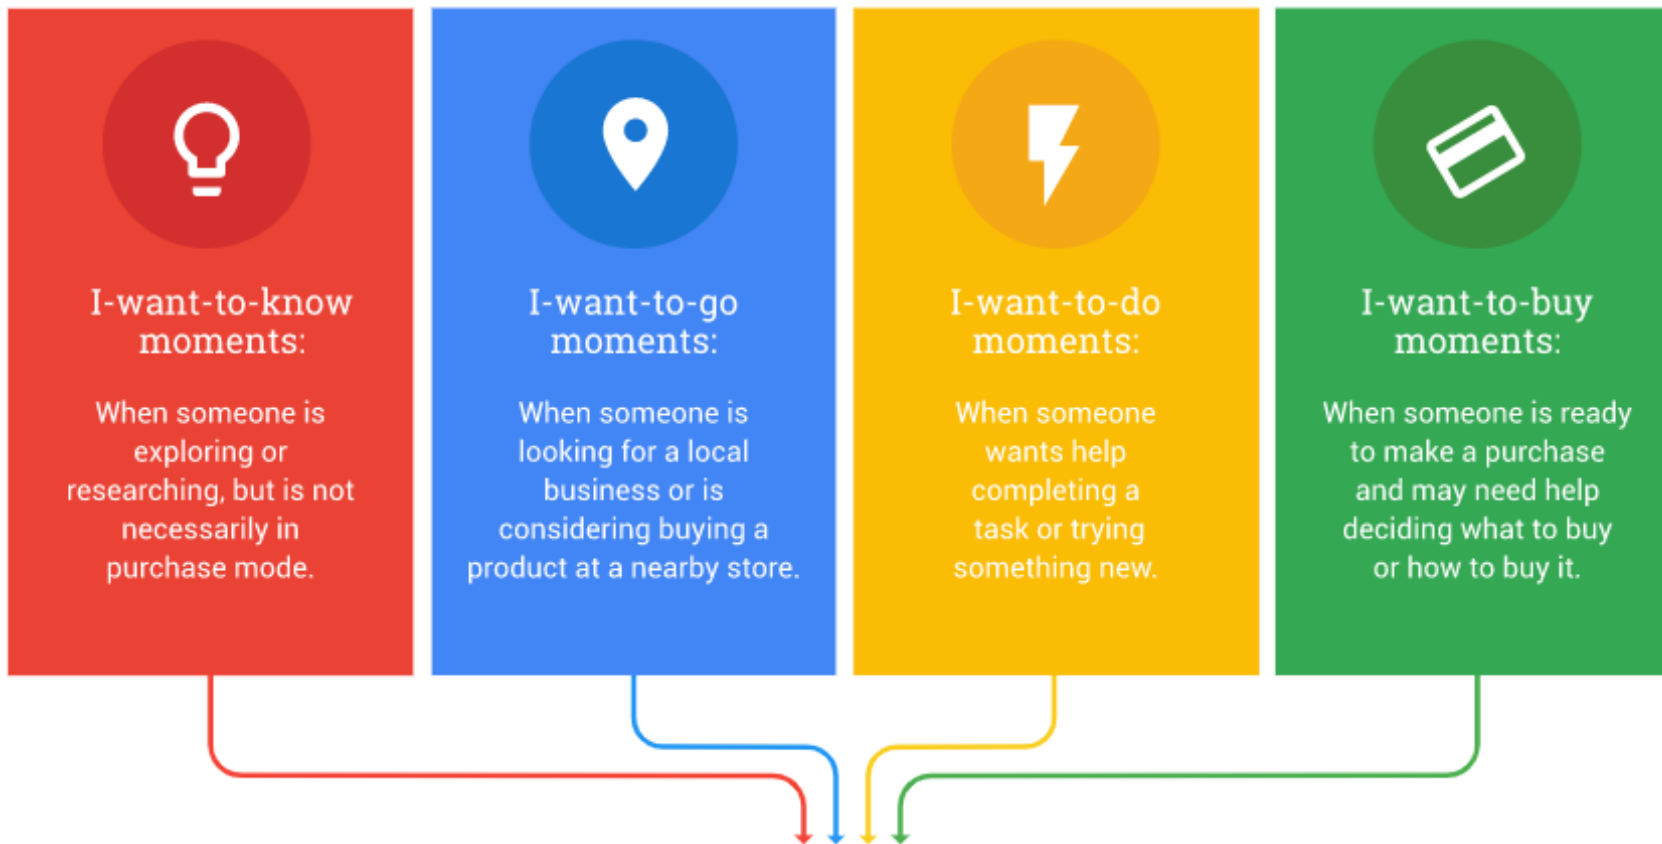 I-want-to-know
moments:
When someone is
exploring or
researching, but is not
necessarily in
purchase mode.
I-want-to-go
moments:
When someone is
looking for a local
business or is
considering buying a
product at a nearby store.
I-want-to-do
moments:
When someone
wants help
completing a
task or trying
something new.
I-want-to-buy
moments:
When someone is ready
to make a purchase
and may need help
deciding what to buy
or how to buy it.